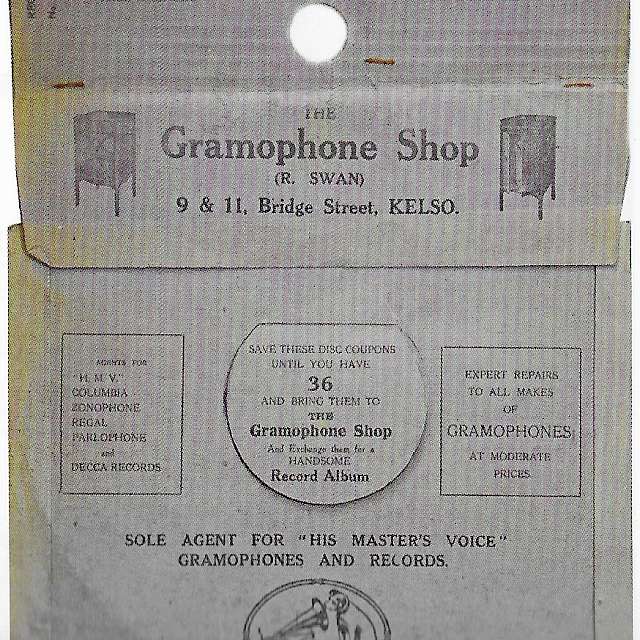 THE
Gramophone Shop
(R. SWAN)
9 & 11, Bridge Street, KELSO.
AGENTS FOR
"H. M. V."
COLUMBIA
ZONOPHONE
REGAL
PARLOPHONE
and
DECCA RECORDS
SAVE THESE DISC COUPONS
UNTIL YOU HAVE
36
AND BRING THEM TO
THE
Gramophone Shop
And Exchange them for a
HANDSOME
Record Album
EXPERT REPAIRS
TO ALL MAKES
OF
GRAMOPHONES
AT MODERATE
PRICES
SOLE AGENT FOR "HIS MASTER'S VOICE"
GRAMOPHONES AND RECORDS.